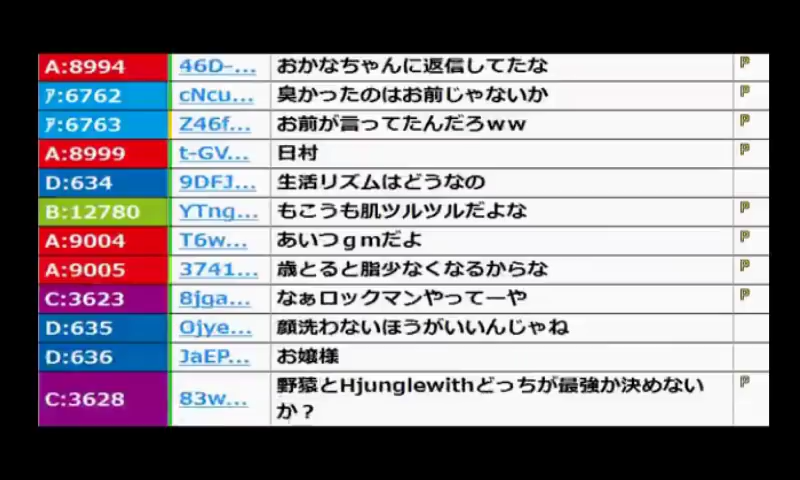 A:8994 46D-... おかなちゃんに返信してたな P
ｱ:6762 cNcu... 臭かったのはお前じゃないか P
ｱ:6763 Z46f... お前が言ってたんだろｗｗ P
A:8999 t-GV... 日村 P
D:634 9DFJ... 生活リズムはどうなの
B:12780 YTng... もこうも肌ツルツルだよな P
A:9004 T6w... あいつｇｍだよ P
A:9005 3741... 歳とると脂少なくなるからな P
C:3623 8jga... なぁロックマンやってーや P
D:635 Ojye... 顔洗わないほうがいいんじゃね
D:636 JaEP... お嬢様
C:3628 83w... 野猿とHjunglewithどっちが最強か決めない P
か？